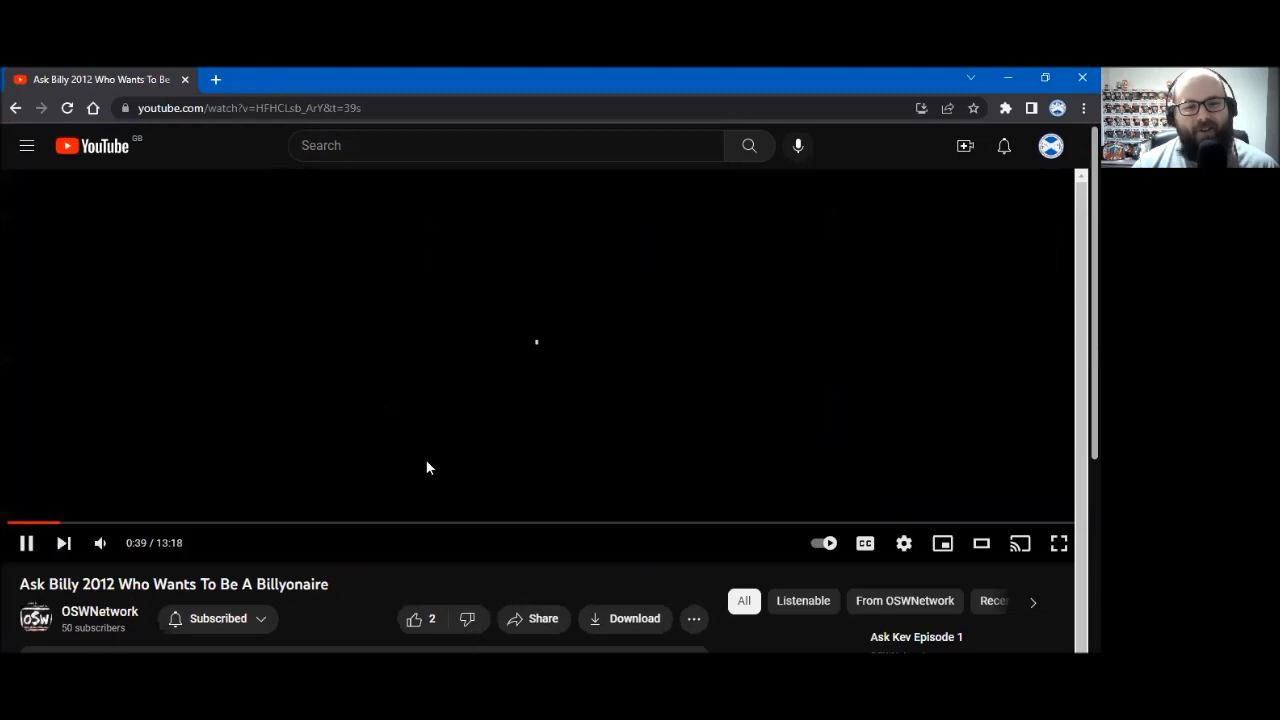 Ask Billy 2012 Who Wants To Be
youtube.com/watch?v=HFHCLsb_ArY&t=39s
YouTube GB
Search
0:39 / 13:18
CC
Ask Billy 2012 Who Wants To Be A Billyonaire
OSW
OSWNetwork
50 subscribers
Subscribed
2
Share
Download
All
Listenable
From OSWNetwork
Recer
Ask Kev Episode 1